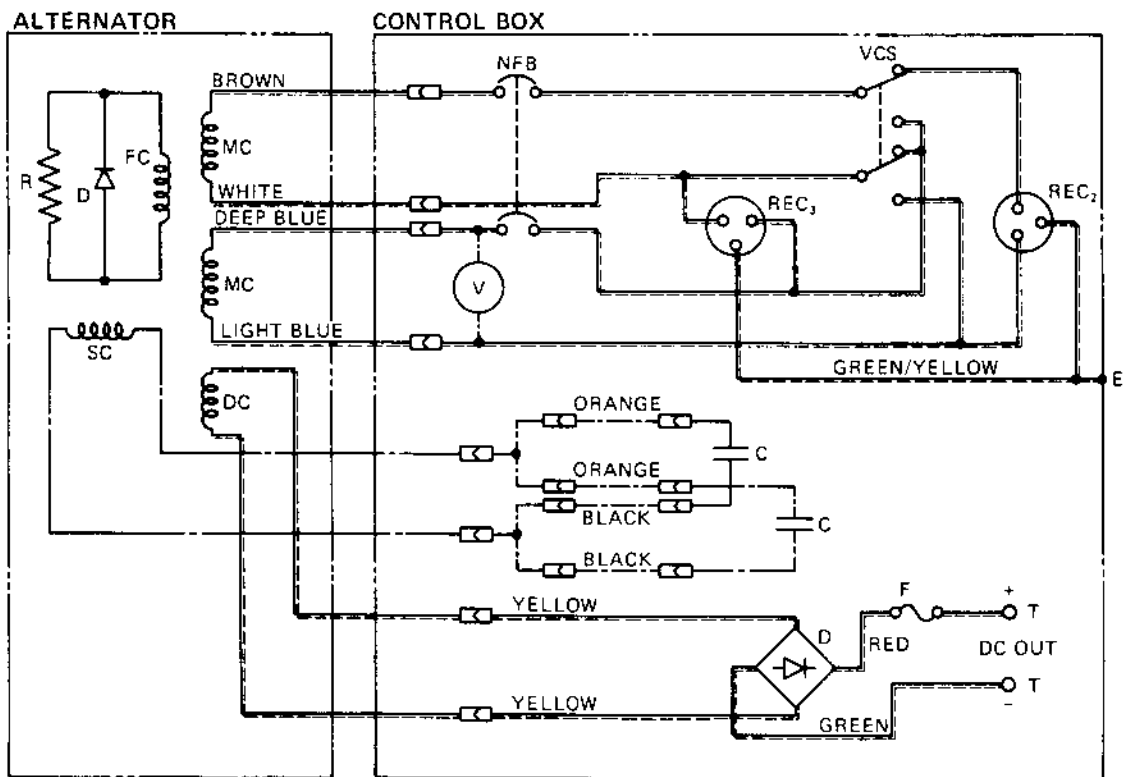 ALTERNATOR
CONTROL BOX
BROWN
NFB
VCS
R
D
FC
MC
WHITE
DEEP BLUE
REC3
REC2
MC
V
LIGHT BLUE
SC
GREEN/YELLOW
E
DC
ORANGE
C
ORANGE
BLACK
C
BLACK
YELLOW
F
+
T
D
RED
DC OUT
YELLOW
T
GREEN
−